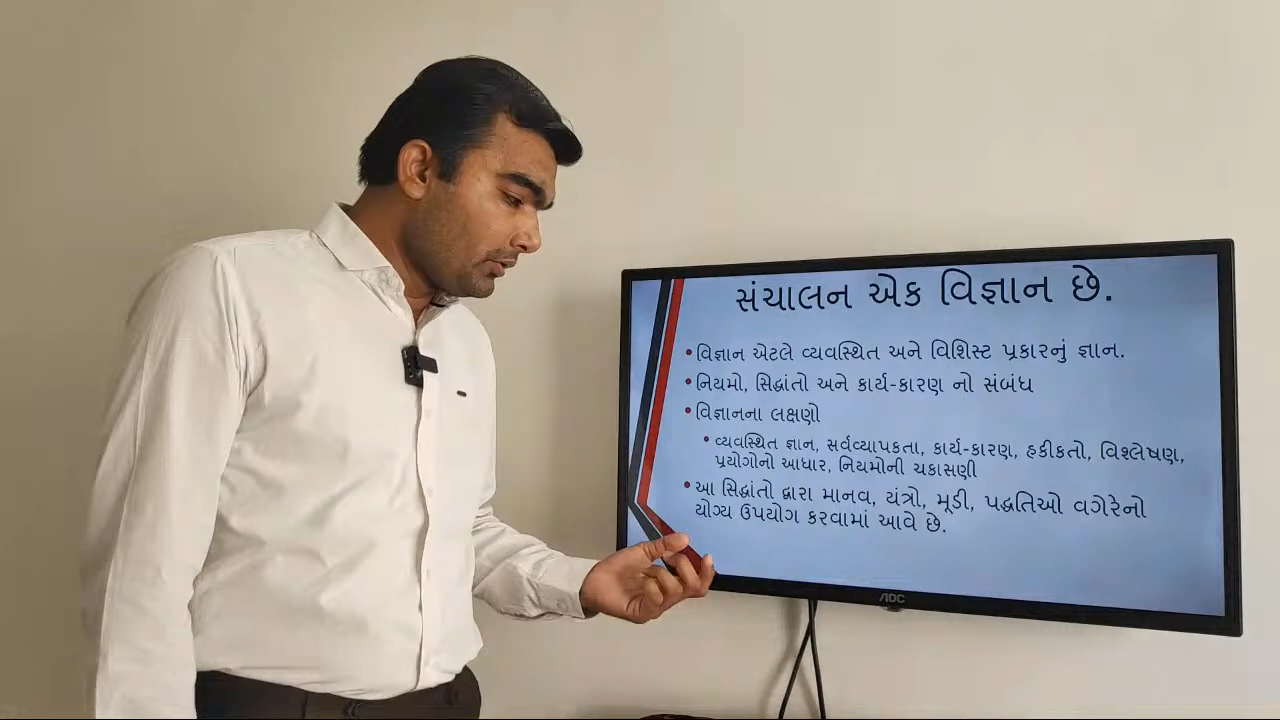 સંચાલન એક વિજ્ઞાન છે.
•વિજ્ઞાન એટલે વ્યવસ્થિત અને વિશિસ્ટ પ્રકારનું જ્ઞાન.
•નિયમો, સિદ્ધાંતો અને કાર્ય-કારણ નો સંબંધ
•વિજ્ઞાનના લક્ષણો
•વ્યવસ્થિત જ્ઞાન, સર્વવ્યાપકતા, કાર્ય-કારણ, હકીકતો, વિશ્લેષણ,
પ્રયોગોનો આધાર, નિયમોની ચકાસણી
•આ સિદ્ધાંતો દ્વારા માનવ, યંત્રો, મૂડી, પદ્ધતિઓ વગેરેનો
યોગ્ય ઉપયોગ કરવામાં આવે છે.
AOC